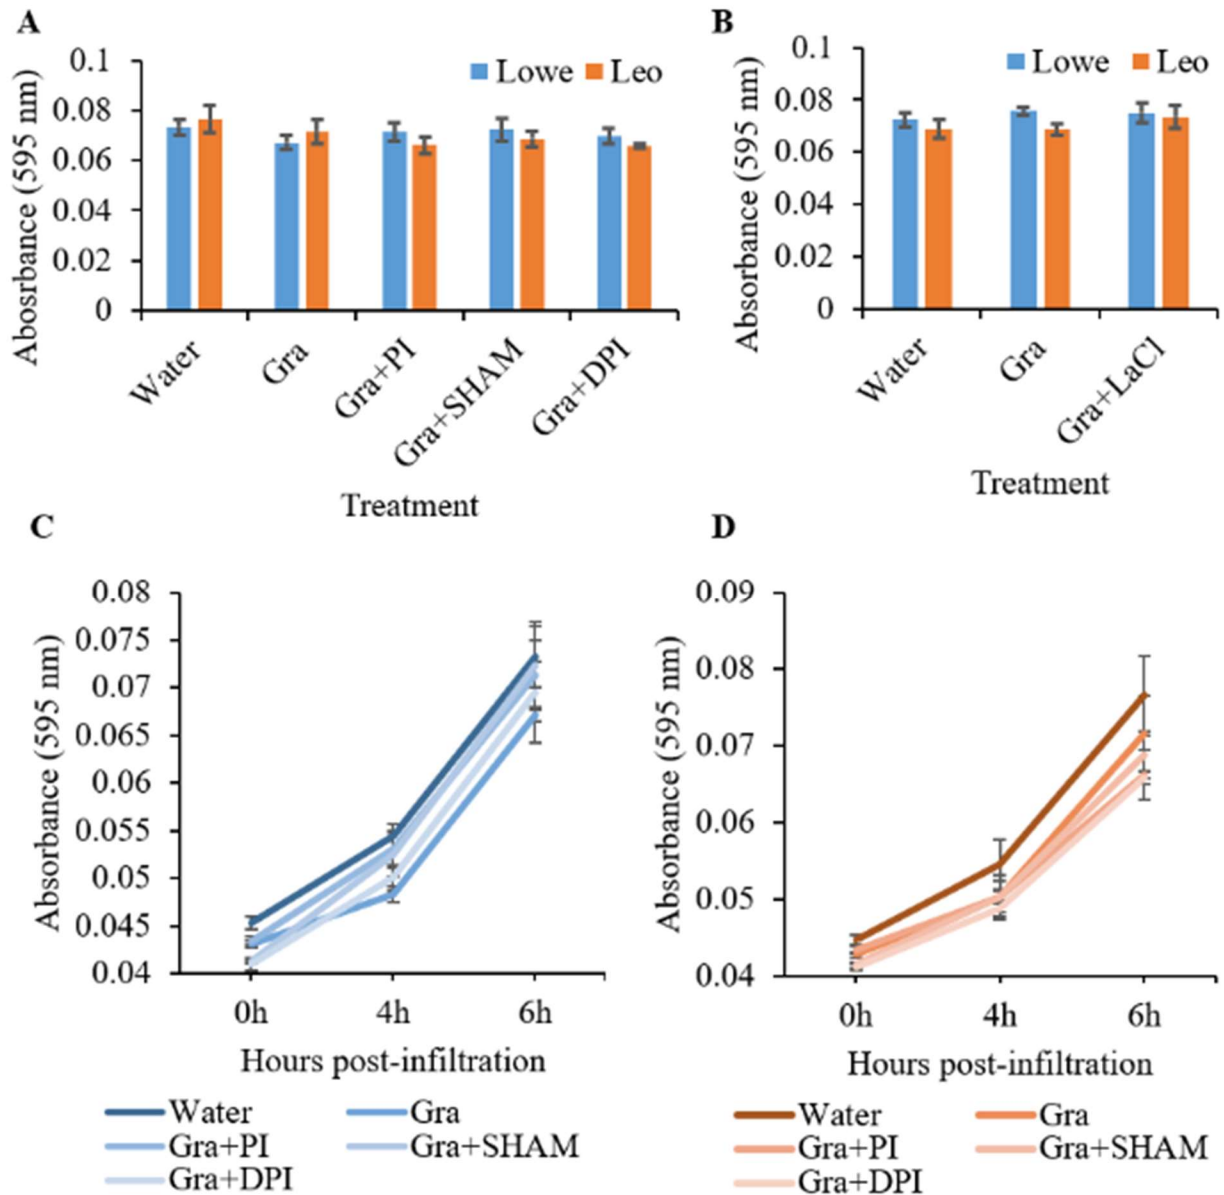 A
Abosrbance (595 nm)
0.1
0.08
0.06
0.04
0.02
0
Lowe Leo
Water
Gra
Gra+PI
Gra+SHAM
Gra+DPI
Treatment
B
Absorbance (595 nm)
0.1
0.08
0.06
0.04
0.02
0
Lowe Leo
Water
Gra
Gra+LaCl
Treatment
C
Absorbance (595 nm)
0.08
0.075
0.07
0.065
0.06
0.055
0.05
0.045
0.04
0h 4h 6h
Hours post-infiltration
Water Gra
Gra+PI Gra+SHAM
Gra+DPI
D
Absorbance (595 nm)
0.09
0.08
0.07
0.06
0.05
0.04
0h 4h 6h
Hours post-infiltration
Water Gra
Gra+PI Gra+SHAM
Gra+DPI